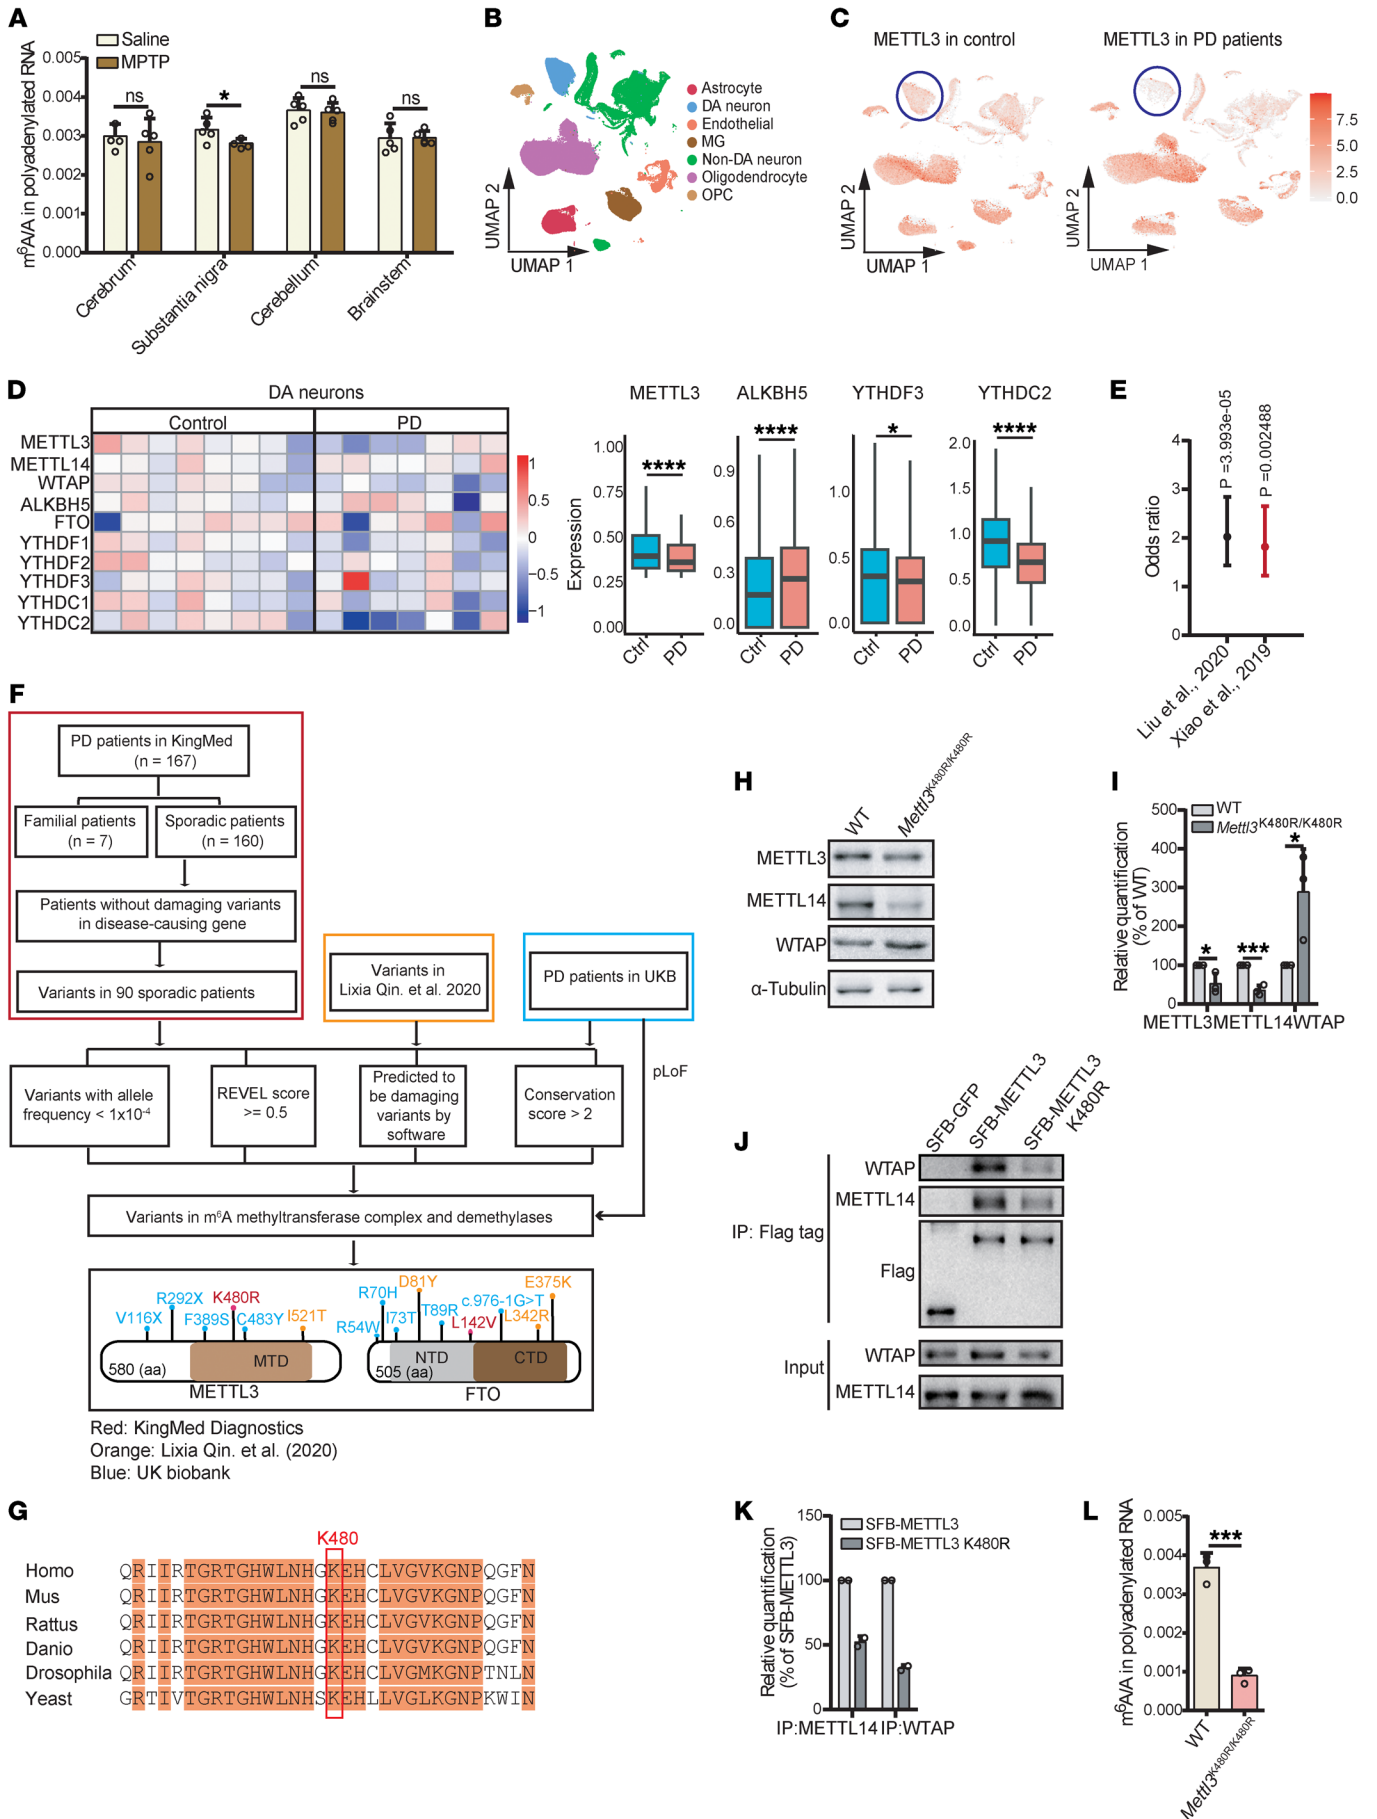 A
Saline
MPTP
m⁶A/A in polyadenylated RNA
0.005
0.004
0.003
0.002
0.001
0.000
ns
*
ns
ns
Cerebrum
Substantia nigra
Cerebellum
Brainstem
B
Astrocyte
DA neuron
Endothelial
MG
Non-DA neuron
Oligodendrocyte
OPC
UMAP 2
UMAP 1
C
METTL3 in control
METTL3 in PD patients
UMAP 2
UMAP 1
UMAP 2
UMAP 1
7.5
5.0
2.5
0.0
D
DA neurons
Control
PD
METTL3
METTL14
WTAP
ALKBH5
FTO
YTHDF1
YTHDF2
YTHDF3
YTHDC1
YTHDC2
1
0.5
0
−0.5
−1
Expression
METTL3
****
1.00
0.75
0.50
0.25
0.00
Ctrl
PD
ALKBH5
****
0.9
0.6
0.3
0.0
Ctrl
PD
YTHDF3
*
1.0
0.5
0.0
Ctrl
PD
YTHDC2
****
2.0
1.5
1.0
0.5
0.0
Ctrl
PD
E
Odds ratio
4
3
2
1
0
P =3.993e-05
P =0.002488
Liu et al., 2020
Xiao et al., 2019
F
PD patients in KingMed
(n = 167)
Familial patients
(n = 7)
Sporadic patients
(n = 160)
Patients without damaging variants
in disease-causing gene
Variants in 90 sporadic patients
Variants in
Lixia Qin. et al. 2020
PD patients in UKB
pLoF
Variants with allele
frequency < 1x10⁻⁴
REVEL score
>= 0.5
Predicted to
be damaging
variants by
software
Conservation
score > 2
Variants in m⁶A methyltransferase complex and demethylases
V116X
R292X
F389S
K480R
C483Y
I521T
580 (aa)
MTD
METTL3
R54W
R70H
I73T
D81Y
T89R
L142V
c.976-1G>T
L342R
E375K
505 (aa)
NTD
CTD
FTO
Red: KingMed Diagnostics
Orange: Lixia Qin. et al. (2020)
Blue: UK biobank
G
K480
Homo QRIIRTGRTGHWLNHGKEHCLVGVKGNPQGFN
Mus QRIIRTGRTGHWLNHGKEHCLVGVKGNPQGFN
Rattus QRIIRTGRTGHWLNHGKEHCLVGVKGNPQGFN
Danio QRIIRTGRTGHWLNHGKEHCLVGVKGNPQGFN
Drosophila QRIIRTGRTGHWLNHGKEHCLVGMKGNPTNLN
Yeast GRTIVTGRTGHWLNHSKEHLLVGLKGNPKWIN
H
WT
Mettl3K480R/K480R
METTL3
METTL14
WTAP
α-Tubulin
I
WT
Mettl3K480R/K480R
Relative quantification
(% of WT)
500
400
300
200
100
0
*
***
*
METTL3
METTL14
WTAP
J
SFB-GFP
SFB-METTL3
SFB-METTL3
K480R
IP: Flag tag
WTAP
METTL14
Flag
Input
WTAP
METTL14
K
SFB-METTL3
SFB-METTL3 K480R
Relative quantification
(% of SFB-METTL3)
150
100
50
0
IP:METTL14
IP:WTAP
L
m⁶A/A in polyadenylated RNA
0.005
0.004
0.003
0.002
0.001
0.000
***
WT
Mettl3K480R/K480R